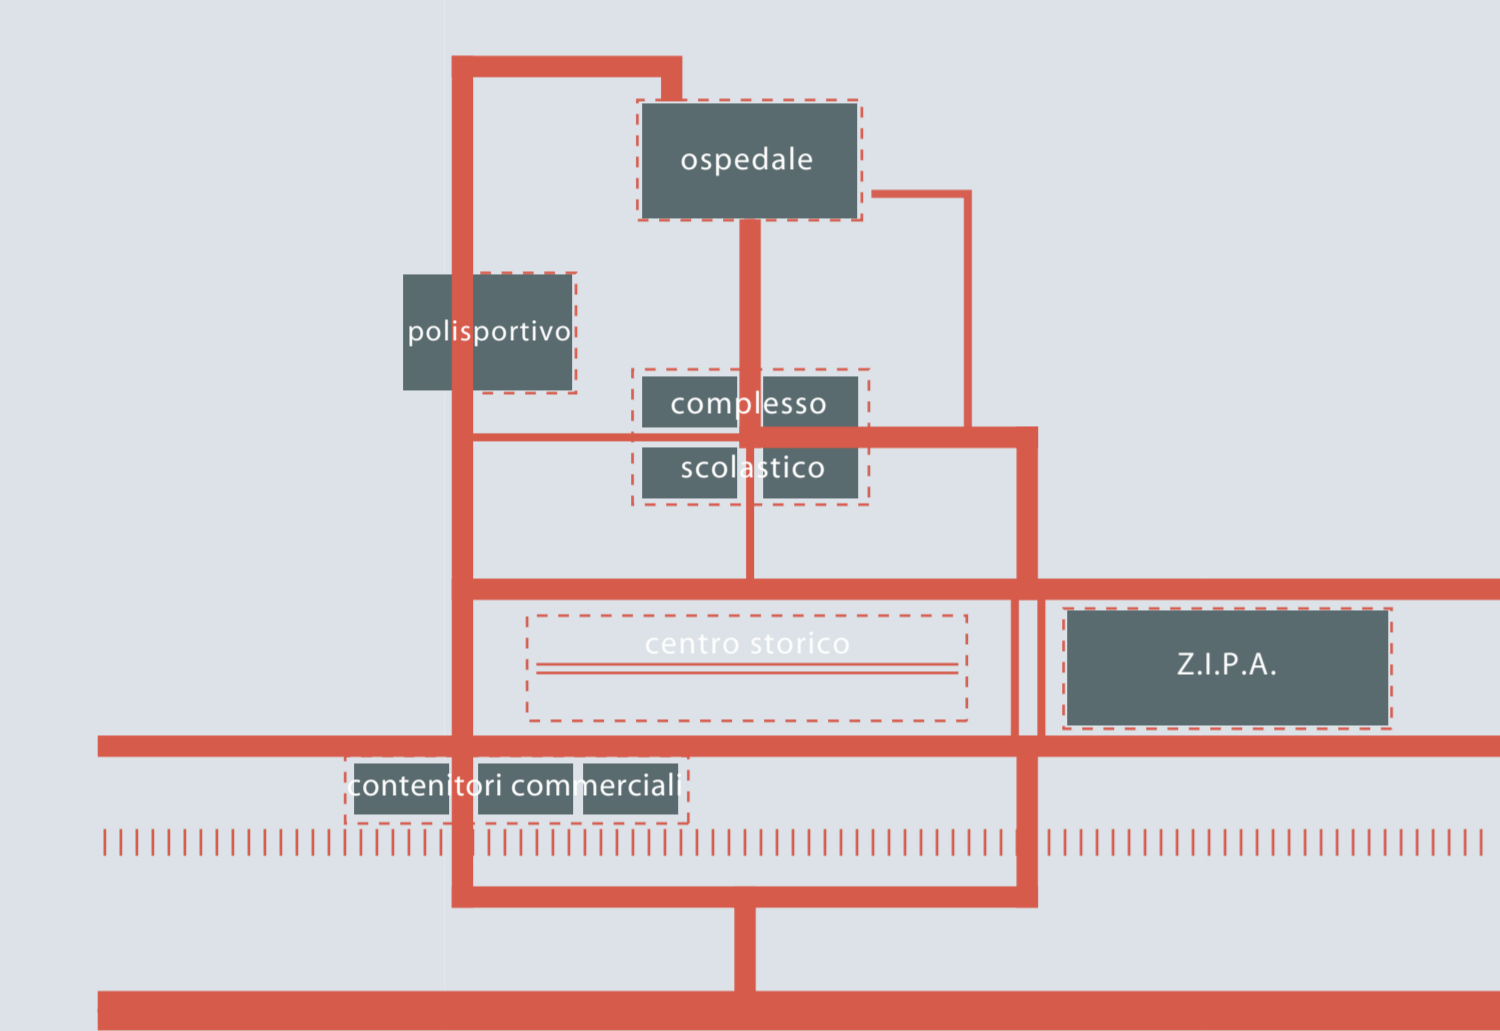 ospedale
polisportivo
complesso
scolastico
centro storico
Z.I.P.A.
contenitori commerciali